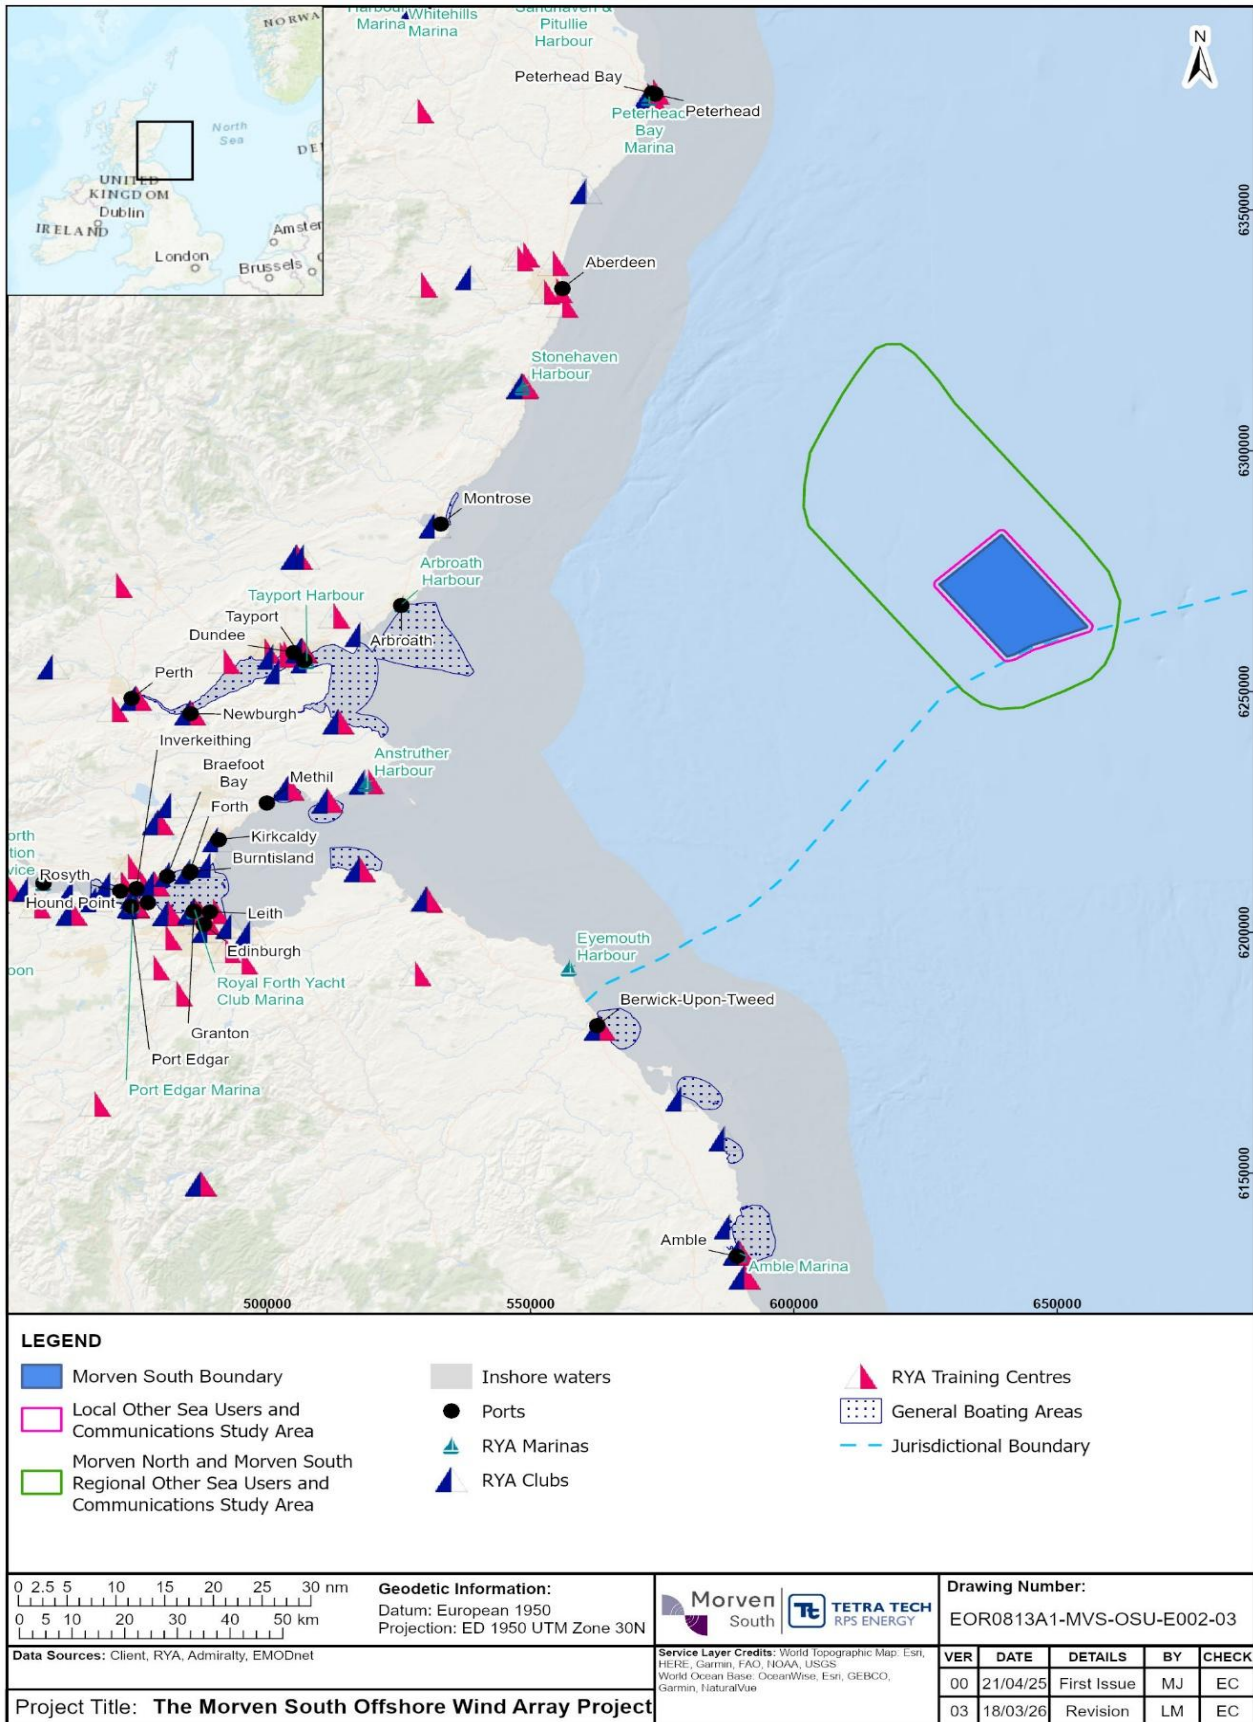 NORWA
North
Sea
DE
UNITED
KINGDOM
Dublin
IRELAND
London
Amster
Brussels
Harbour
Marina
Whitehills
Marina
Sandhaven &
Pitullie
Harbour
N
Peterhead Bay
Peterhead
Peterhead
Bay
Marina
6350000
Aberdeen
Stonehaven
Harbour
6300000
Montrose
Arbroath
Harbour
Tayport Harbour
Tayport
Dundee
Arbroath
Perth
Newburgh
6250000
Inverkeithing
Braefoot
Bay
Methil
Anstruther
Harbour
Forth
Kirkcaldy
Burntisland
orth
tion
vice
Rosyth
Hound Point
Leith
Edinburgh
6200000
Eyemouth
Harbour
oon
Royal Forth Yacht
Club Marina
Berwick-Upon-Tweed
Granton
Port Edgar
Port Edgar Marina
6150000
Amble
Amble Marina
500000
550000
600000
650000
LEGEND
Morven South Boundary
Local Other Sea Users and
Communications Study Area
Morven North and Morven South
Regional Other Sea Users and
Communications Study Area
Inshore waters
Ports
RYA Marinas
RYA Clubs
RYA Training Centres
General Boating Areas
Jurisdictional Boundary
0 2.5 5 10 15 20 25 30 nm
0 5 10 20 30 40 50 km
Geodetic Information:
Datum: European 1950
Projection: ED 1950 UTM Zone 30N
Data Sources: Client, RYA, Admiralty, EMODnet
Project Title: The Morven South Offshore Wind Array Project
Morven
South
Tt TETRA TECH
RPS ENERGY
Service Layer Credits: World Topographic Map: Esri,
HERE, Garmin, FAO, NOAA, USGS
World Ocean Base: OceanWise, Esri, GEBCO,
Garmin, NaturalVue
Drawing Number:
EOR0813A1-MVS-OSU-E002-03
VER DATE DETAILS BY CHECK
00 21/04/25 First Issue MJ EC
03 18/03/26 Revision LM EC